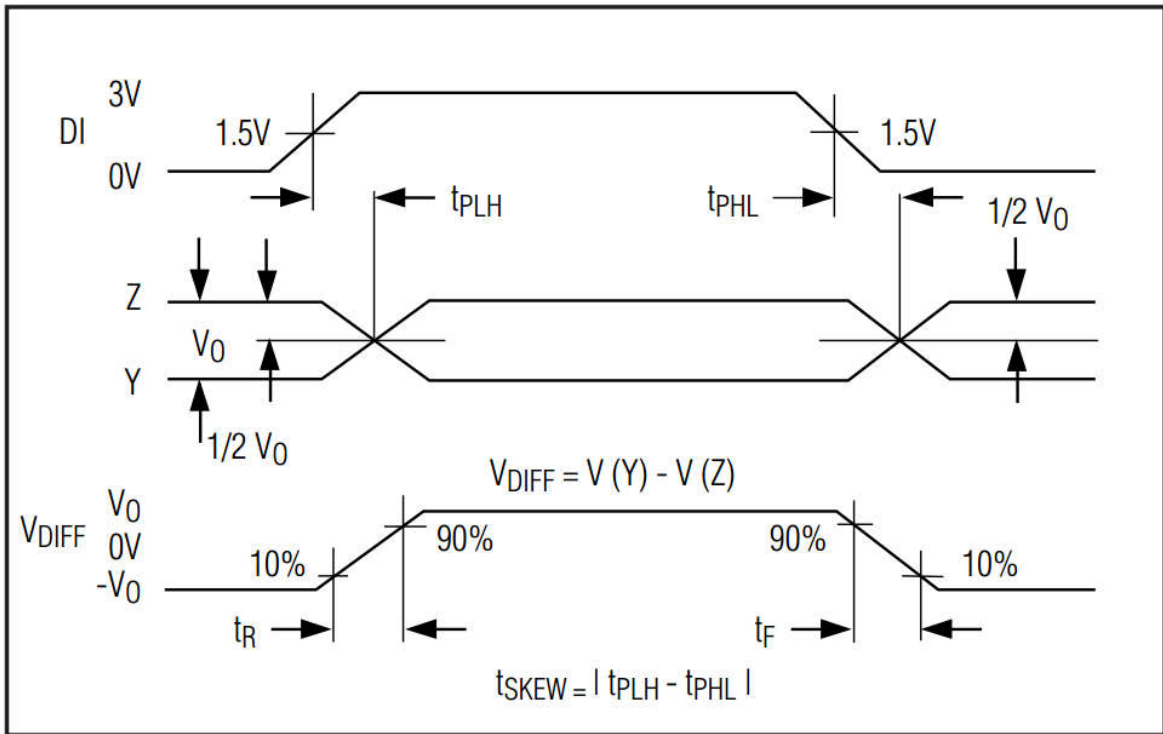 3V
DI 1.5V 1.5V
0V
tPLH tPHL 1/2 VO
Z
VO
Y
1/2 VO
VDIFF = V (Y) - V (Z)
VO
VDIFF 0V 90% 90%
10% 10%
-VO
tR tF
tSKEW = | tPLH - tPHL |